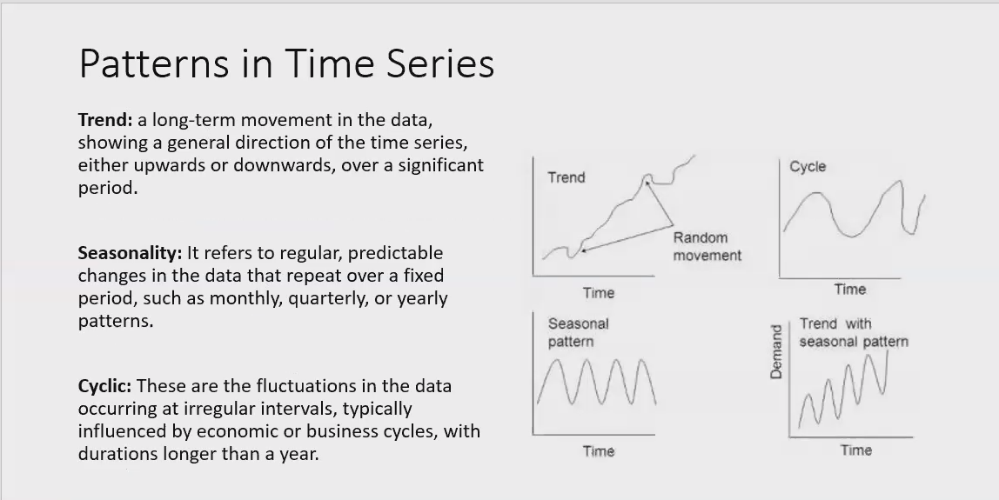 Patterns in Time Series
Trend: a long-term movement in the data,
showing a general direction of the time series,
either upwards or downwards, over a significant
period.
Seasonality: It refers to regular, predictable
changes in the data that repeat over a fixed
period, such as monthly, quarterly, or yearly
patterns.
Cyclic: These are the fluctuations in the data
occurring at irregular intervals, typically
influenced by economic or business cycles, with
durations longer than a year.
Trend
Random
movement
Time
Cycle
Time
Seasonal
pattern
Time
Demand
Trend with
seasonal pattern
Time